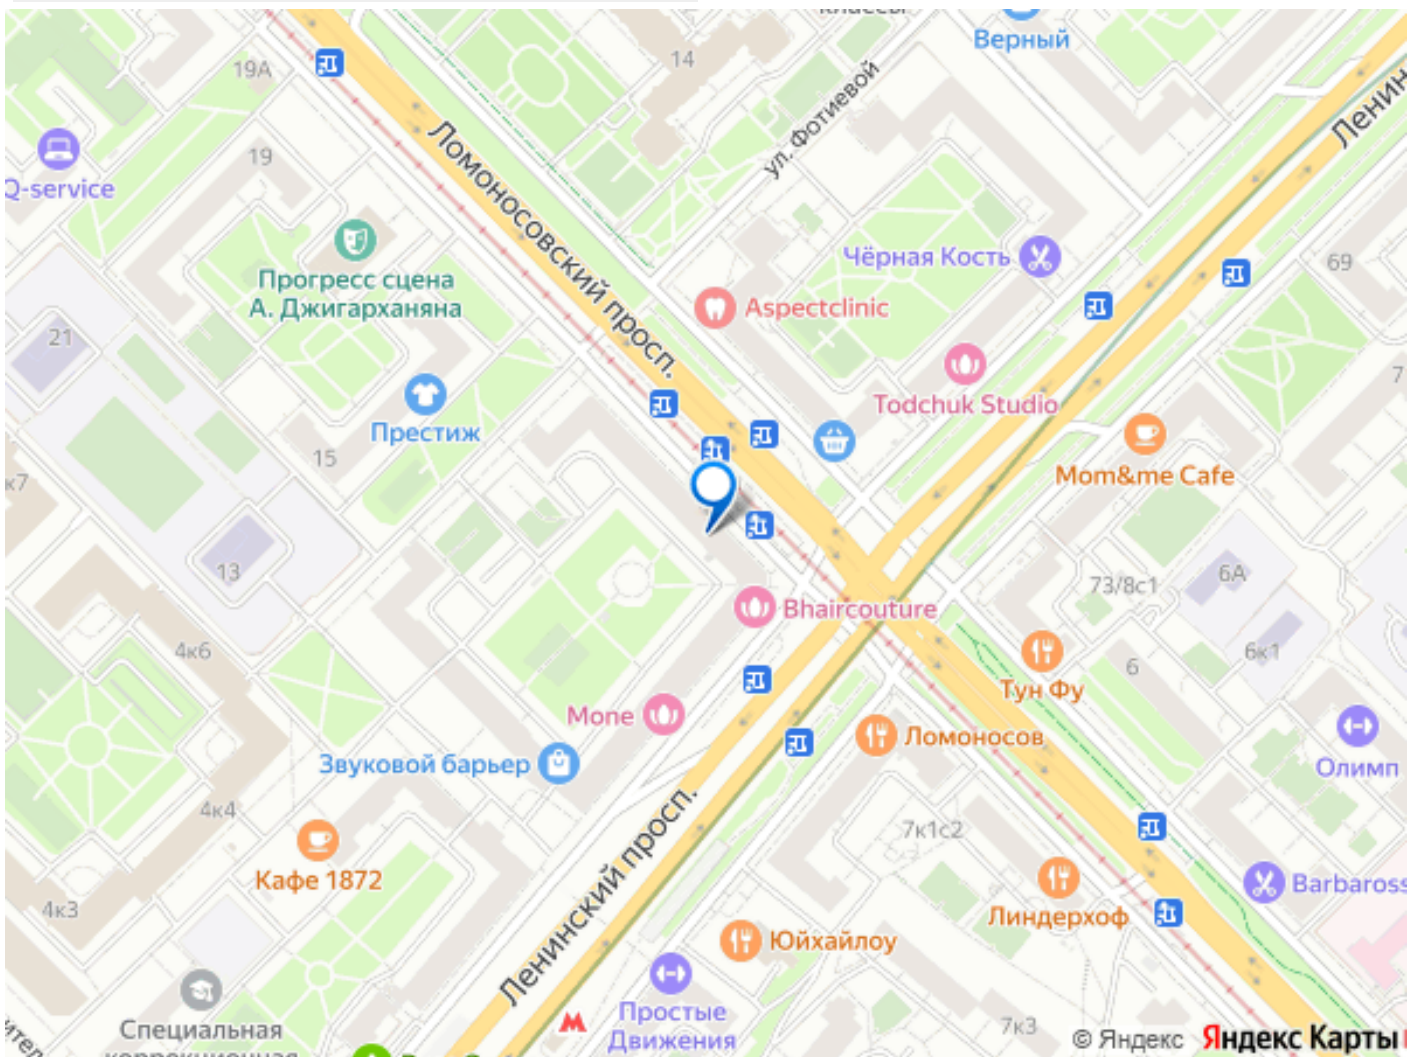 Верный
14
19А
ул. Фотиевой
Ломоносовский просп.
19
Q-service
Чёрная Кость
69
Прогресс сцена
А. Джигарханяна
Aspectclinic
21
Todchuk Studio
Престиж
15
Mom&me Cafe
к7
13
73/8с1
6А
Bhaircouture
4к6
6к1
6
Тун Фу
Mone
Ломоносов
Звуковой барьер
Олимп
4к4
7к1с2
Ленинский просп.
Кафе 1872
4к3
Линдерхоф
Юйхайлоу
Простые
Движения
Специальная
7к3
© Яндекс
Яндекс Карты